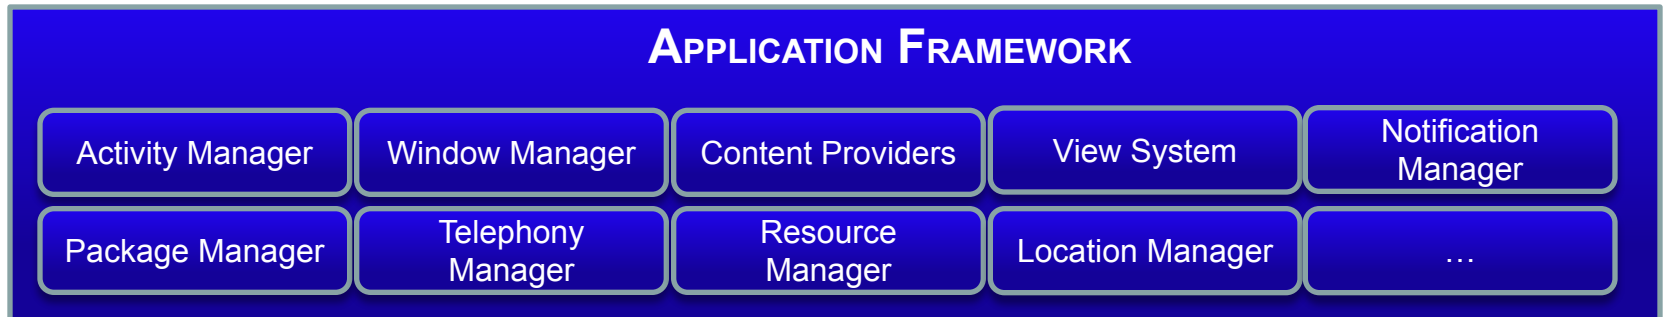 APPLICATION FRAMEWORK
Activity Manager
Window Manager
Content Providers
View System
Notification
Manager
Package Manager
Telephony
Manager
Resource
Manager
Location Manager
…